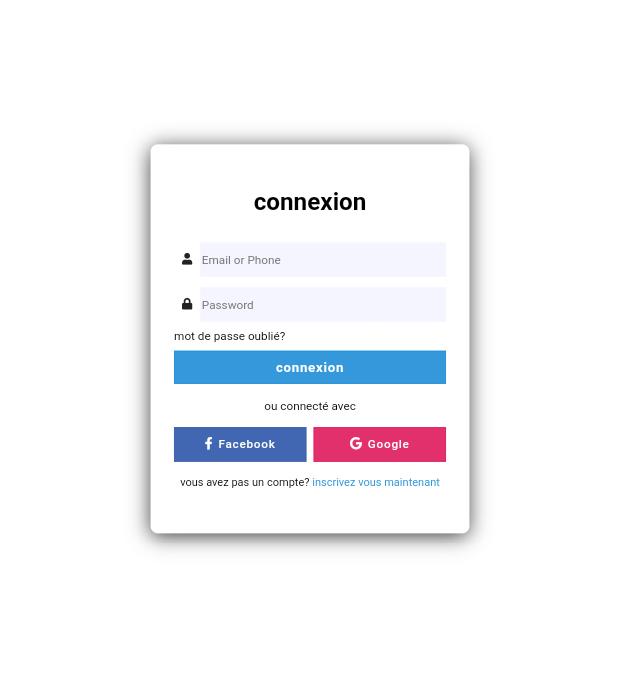 connexion
Email or Phone
Password
mot de passe oublié?
connexion
ou connecté avec
Facebook Google
vous avez pas un compte? inscrivez vous maintenant